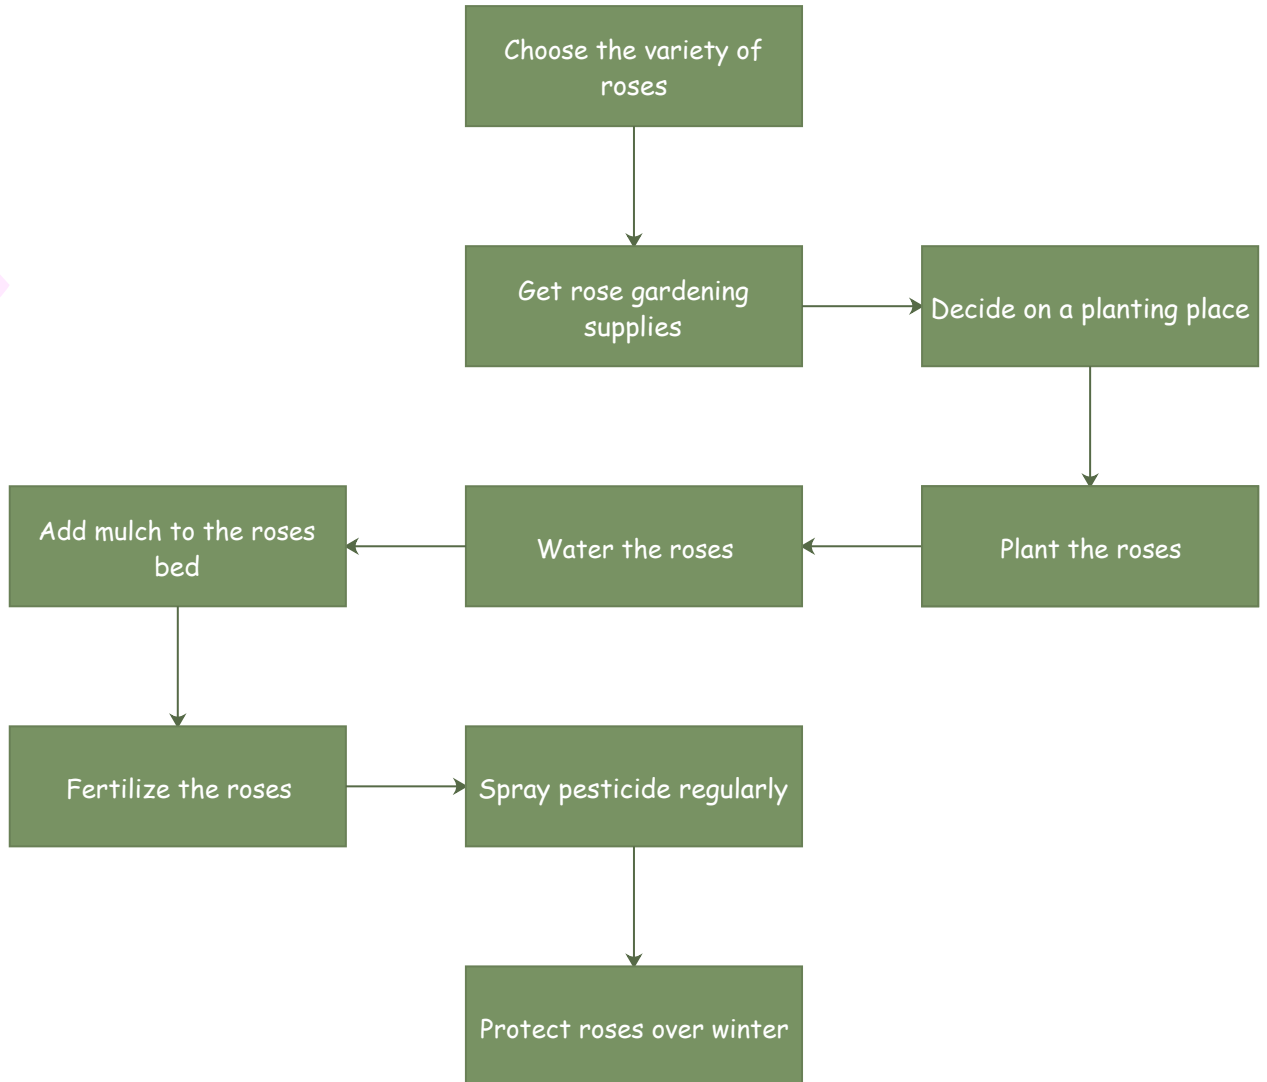 Choose the variety of
roses
Get rose gardening
supplies
Decide on a planting place
Plant the roses
Water the roses
Add mulch to the roses
bed
Fertilize the roses
Spray pesticide regularly
Protect roses over winter